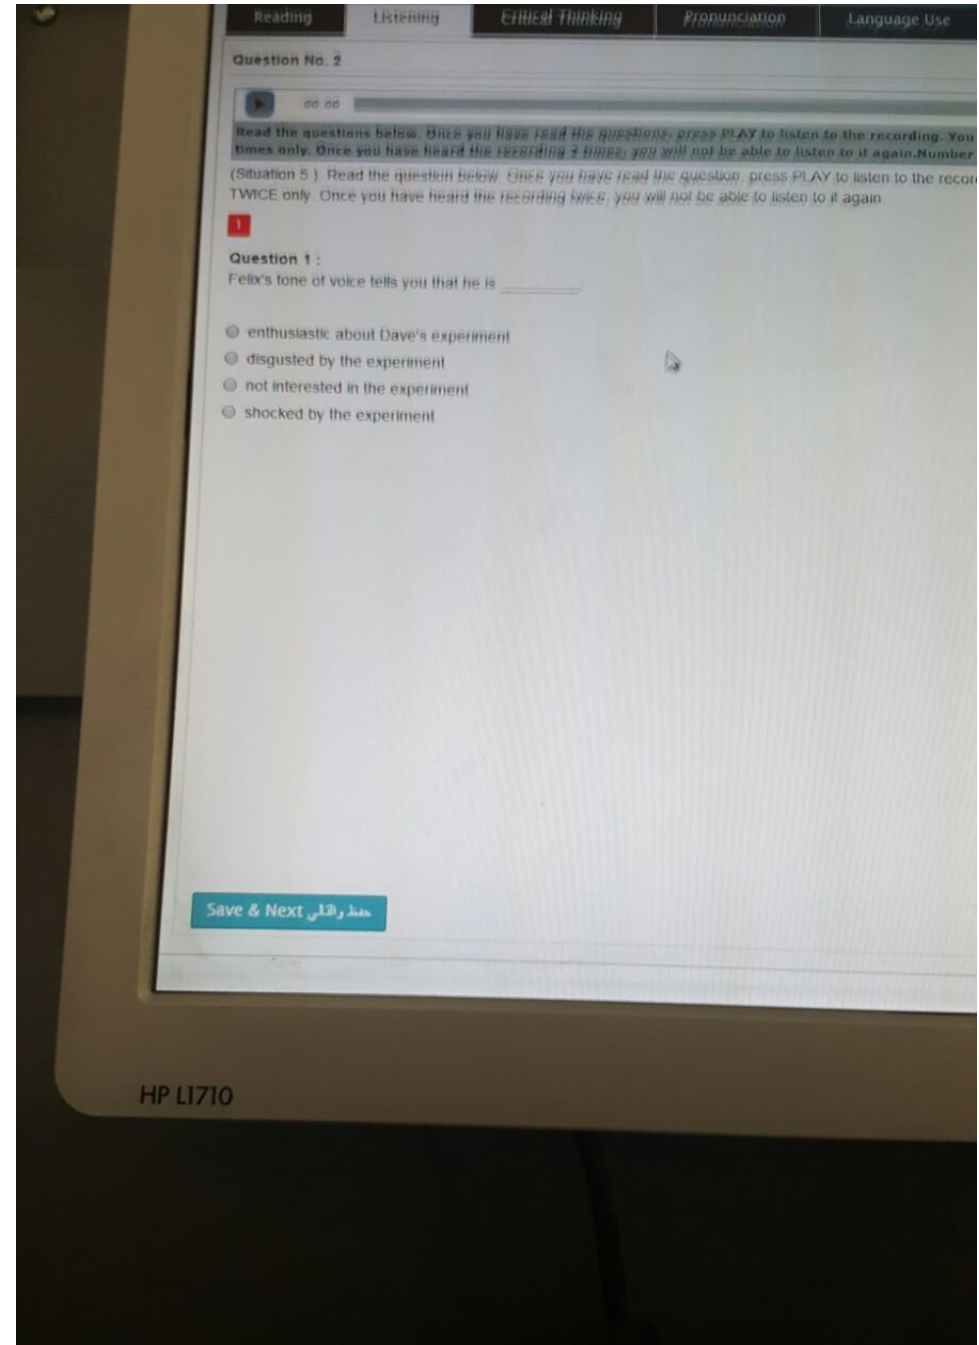 Reading Listening Critical Thinking Pronunciation Language Use
Question No. 2
00:00
Read the questions below. Once you have read the questions, press PLAY to listen to the recording. You
times only. Once you have heard the recording 3 times, you will not be able to listen to it again.Number
(Situation 5 ). Read the question below. Once you have read the question, press PLAY to listen to the recor
TWICE only. Once you have heard the recording twice, you will not be able to listen to it again.
1
Question 1 :
Felix's tone of voice tells you that he is __________.
enthusiastic about Dave's experiment
disgusted by the experiment
not interested in the experiment
shocked by the experiment
Save & Next حفظ والتالي
HP L1710